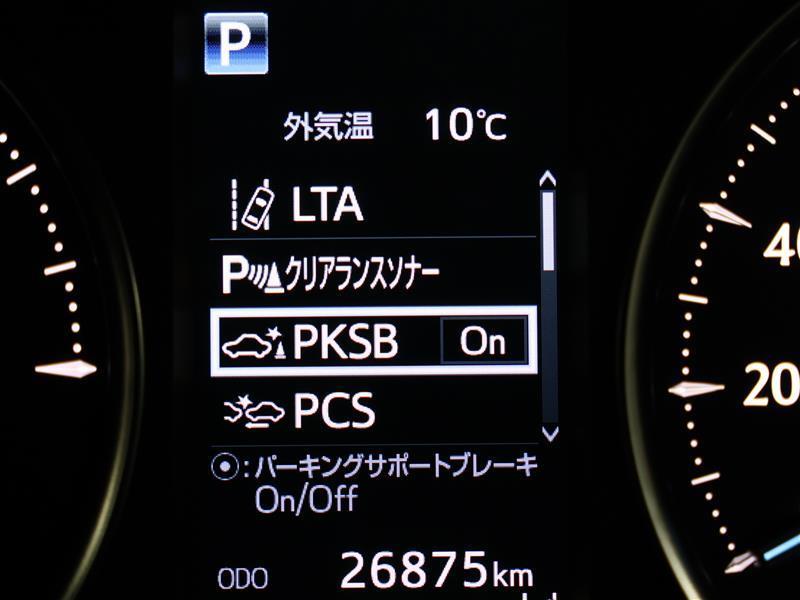 P
外気温 10℃
LTA
Pクリアランスソナー
PKSB On
PCS
⦿:パーキングサポートブレーキ
On/Off
ODO 26875km
20